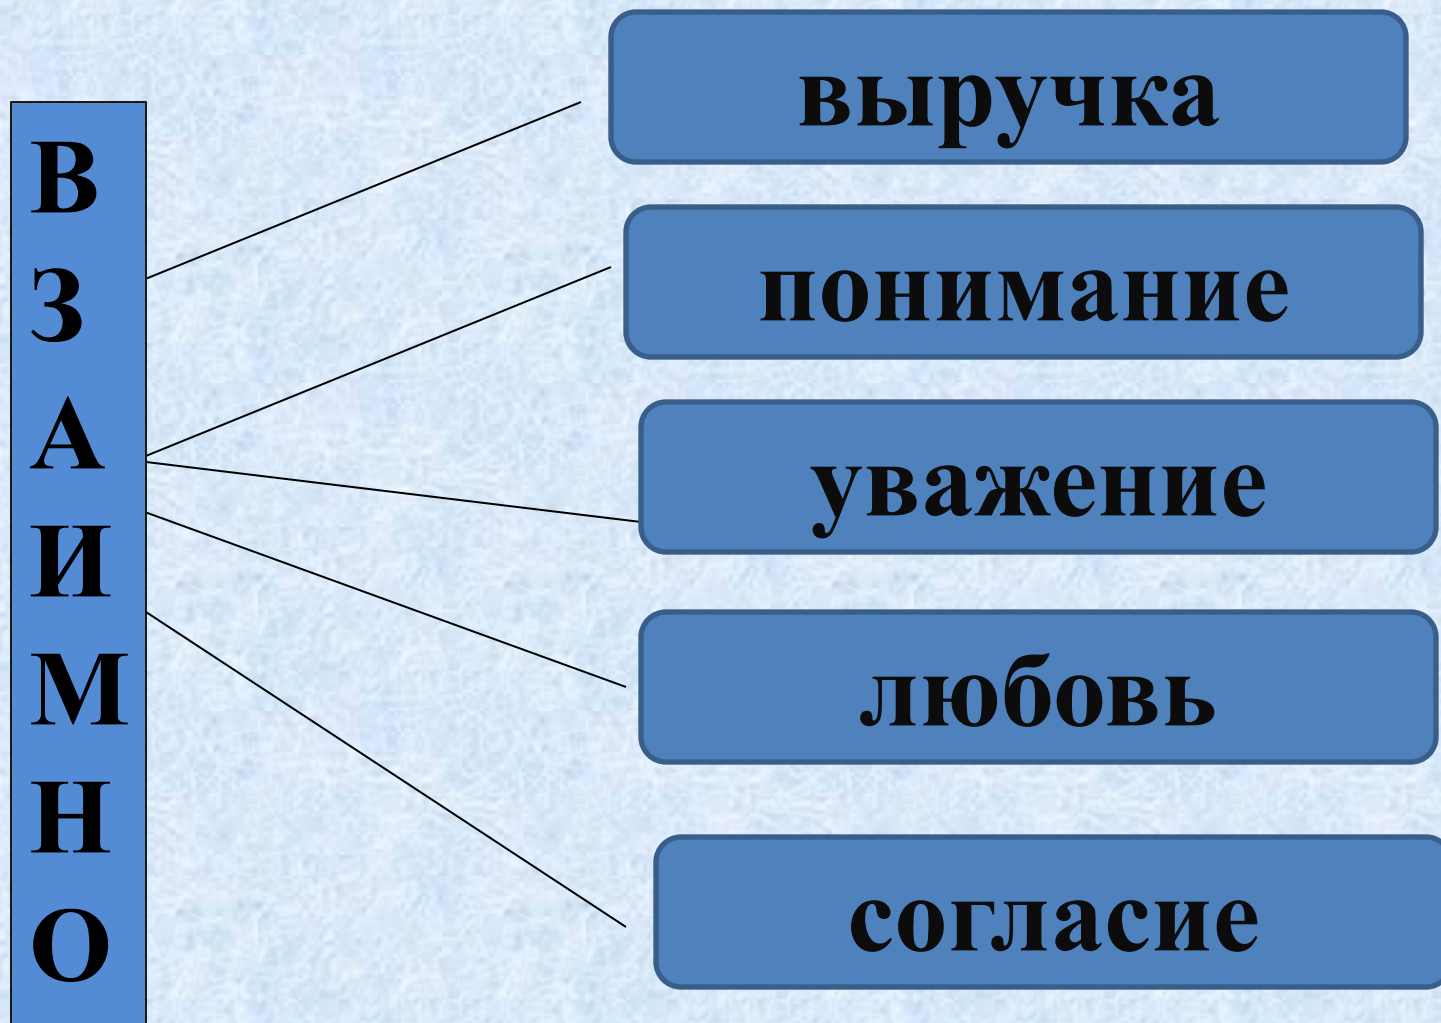 В
З
А
И
М
Н
О
выручка
понимание
уважение
любовь
согласие